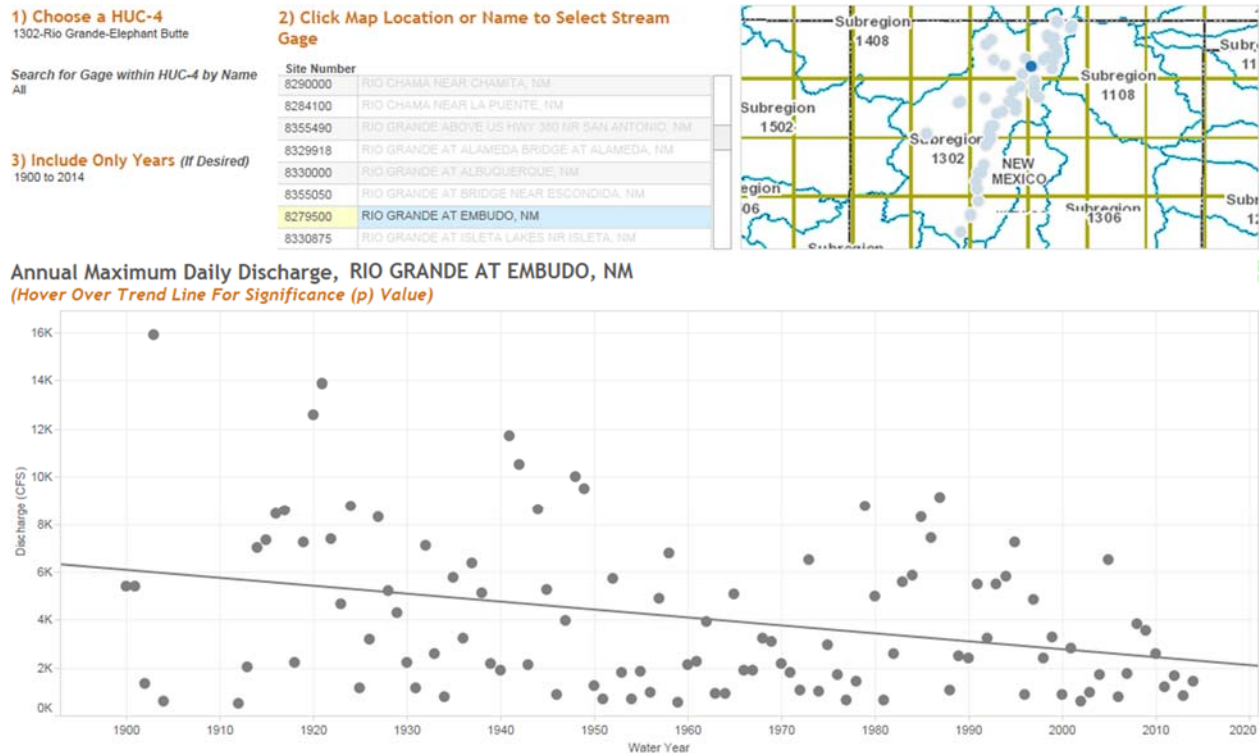 1) Choose a HUC-4
1302-Rio Grande-Elephant Butte
Search for Gage within HUC-4 by Name
All
3) Include Only Years (If Desired)
1900 to 2014
2) Click Map Location or Name to Select Stream
Gage
Site Number
8290000 RIO CHAMA NEAR CHAMITA, NM
8284100 RIO CHAMA NEAR LA PUENTE, NM
8355490 RIO GRANDE ABOVE US HWY 380 NR SAN ANTONIO, NM
8329918 RIO GRANDE AT ALAMEDA BRIDGE AT ALAMEDA, NM
8330000 RIO GRANDE AT ALBUQUERQUE, NM
8355050 RIO GRANDE AT BRIDGE NEAR ESCONDIDA, NM
8279500 RIO GRANDE AT EMBUDO, NM
8330875 RIO GRANDE AT ISLETA LAKES NR ISLETA, NM
Subregion
1408
Subr
11
Subregion
1108
Subregion
1502
Subregion
1302
NEW
MEXICO
egion
06
Subregion
1306
Subr
12
Subregion
Annual Maximum Daily Discharge, RIO GRANDE AT EMBUDO, NM
(Hover Over Trend Line For Significance (p) Value)
16K
14K
12K
10K
8K
6K
4K
2K
0K
Discharge (CFS)
1900 1910 1920 1930 1940 1950 1960 1970 1980 1990 2000 2010 2020
Water Year